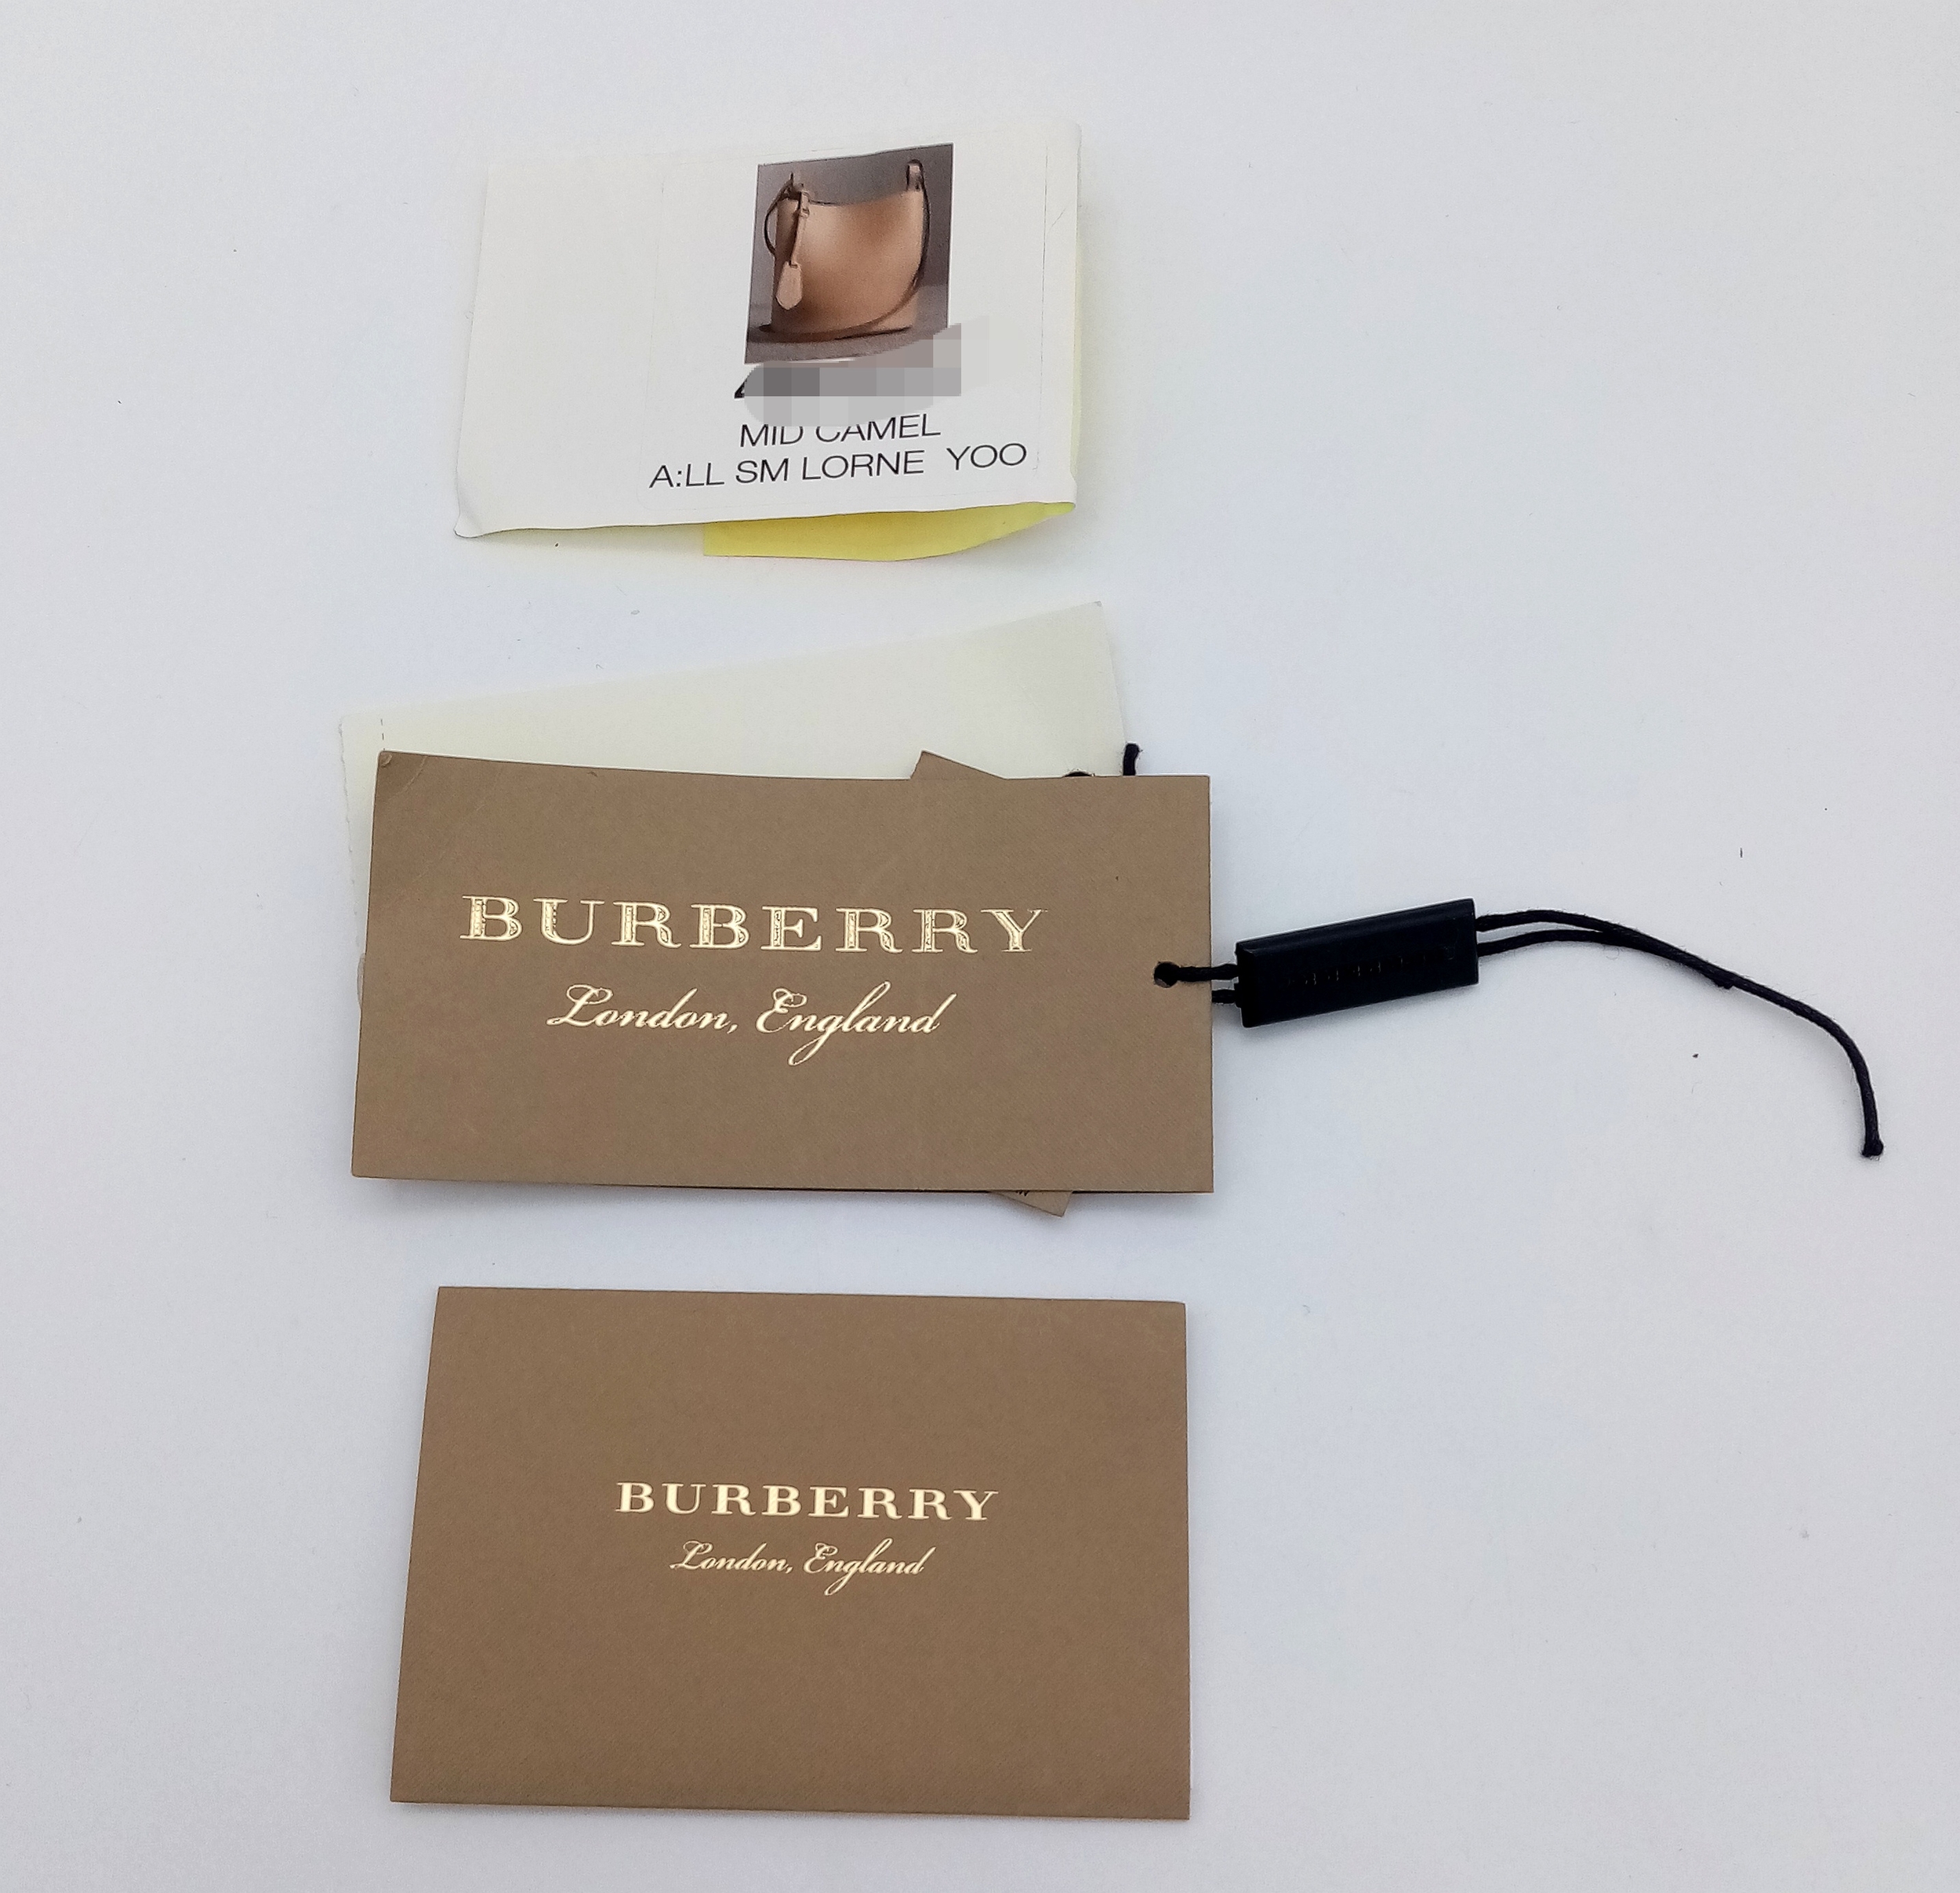 MID CAMEL
A:LL SM LORNE YOO
BURBERRY
London, England
BURBERRY
London, England